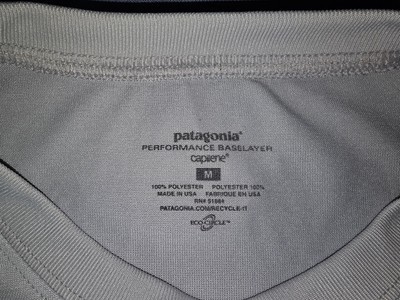 patagonia®
PERFORMANCE BASELAYER
capilene®
M
100% POLYESTER POLYESTER 100%
MADE IN USA FABRIQUE EN USA
RN# 51884
PATAGONIA.COM/RECYCLE-IT
ECO CIRCLE™